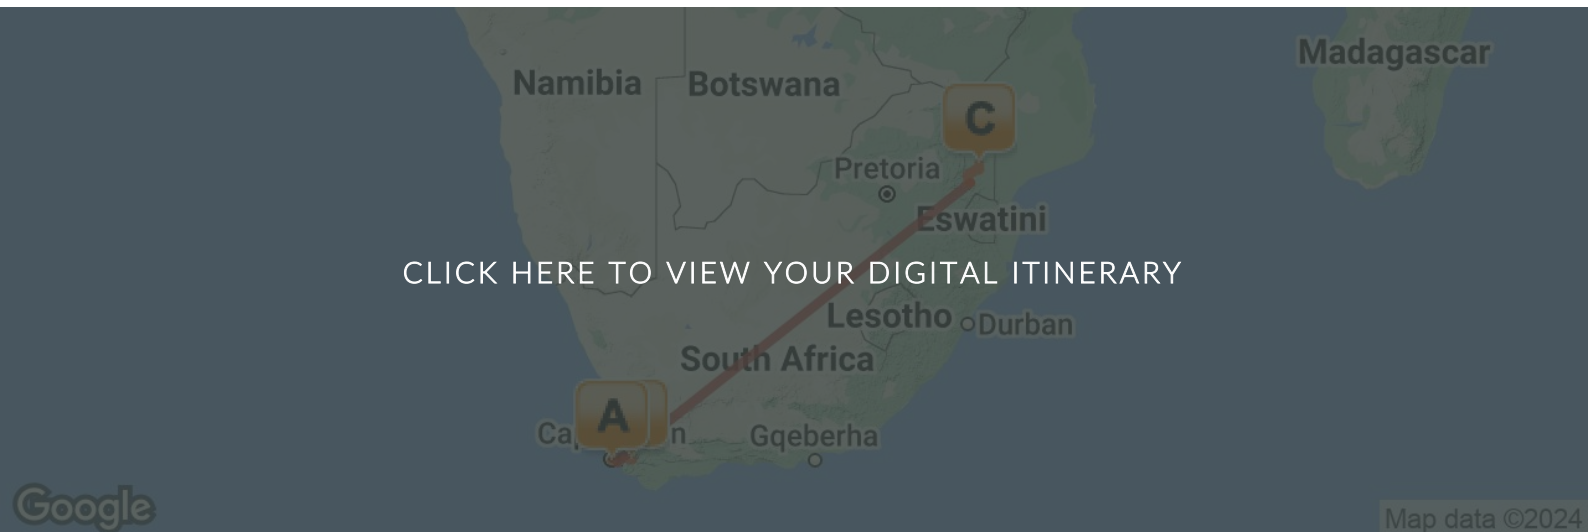 Madagascar
Namibia
Botswana
C
Pretoria
Eswatini
CLICK HERE TO VIEW YOUR DIGITAL ITINERARY
Lesotho
Durban
South Africa
A
Gqeberha
Google
Map data ©2024